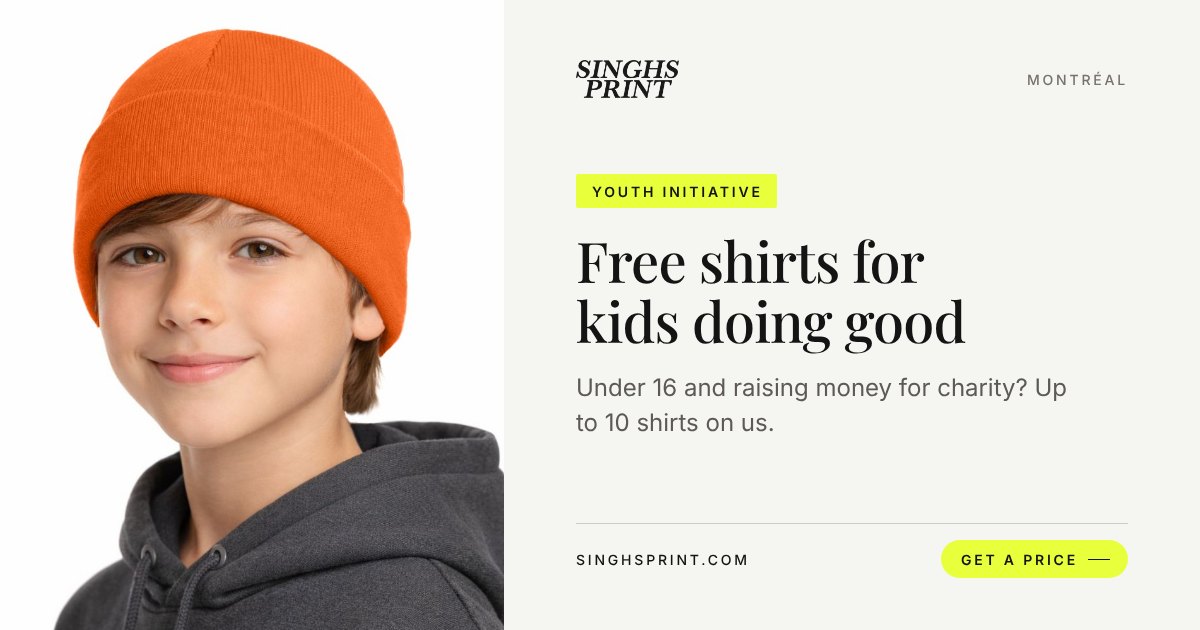 SINGHS
PRINT
MONTRÉAL
YOUTH INITIATIVE
Free shirts for
kids doing good
Under 16 and raising money for charity? Up
to 10 shirts on us.
SINGHSPRINT.COM
GET A PRICE